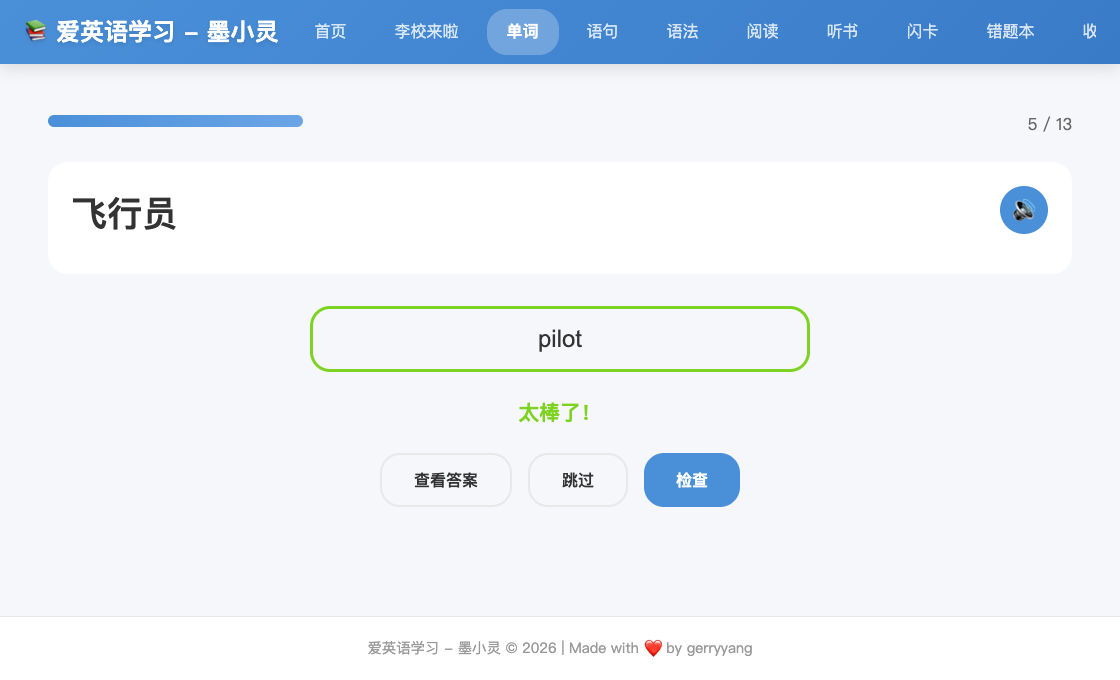 爱英语学习 – 墨小灵 首页 李校来啦 单词 语句 语法 阅读 听书 闪卡 错题本
5 / 13
飞行员
pilot
太棒了!
查看答案 跳过 检查
爱英语学习 – 墨小灵 © 2026 | Made with ❤️ by gerryyang